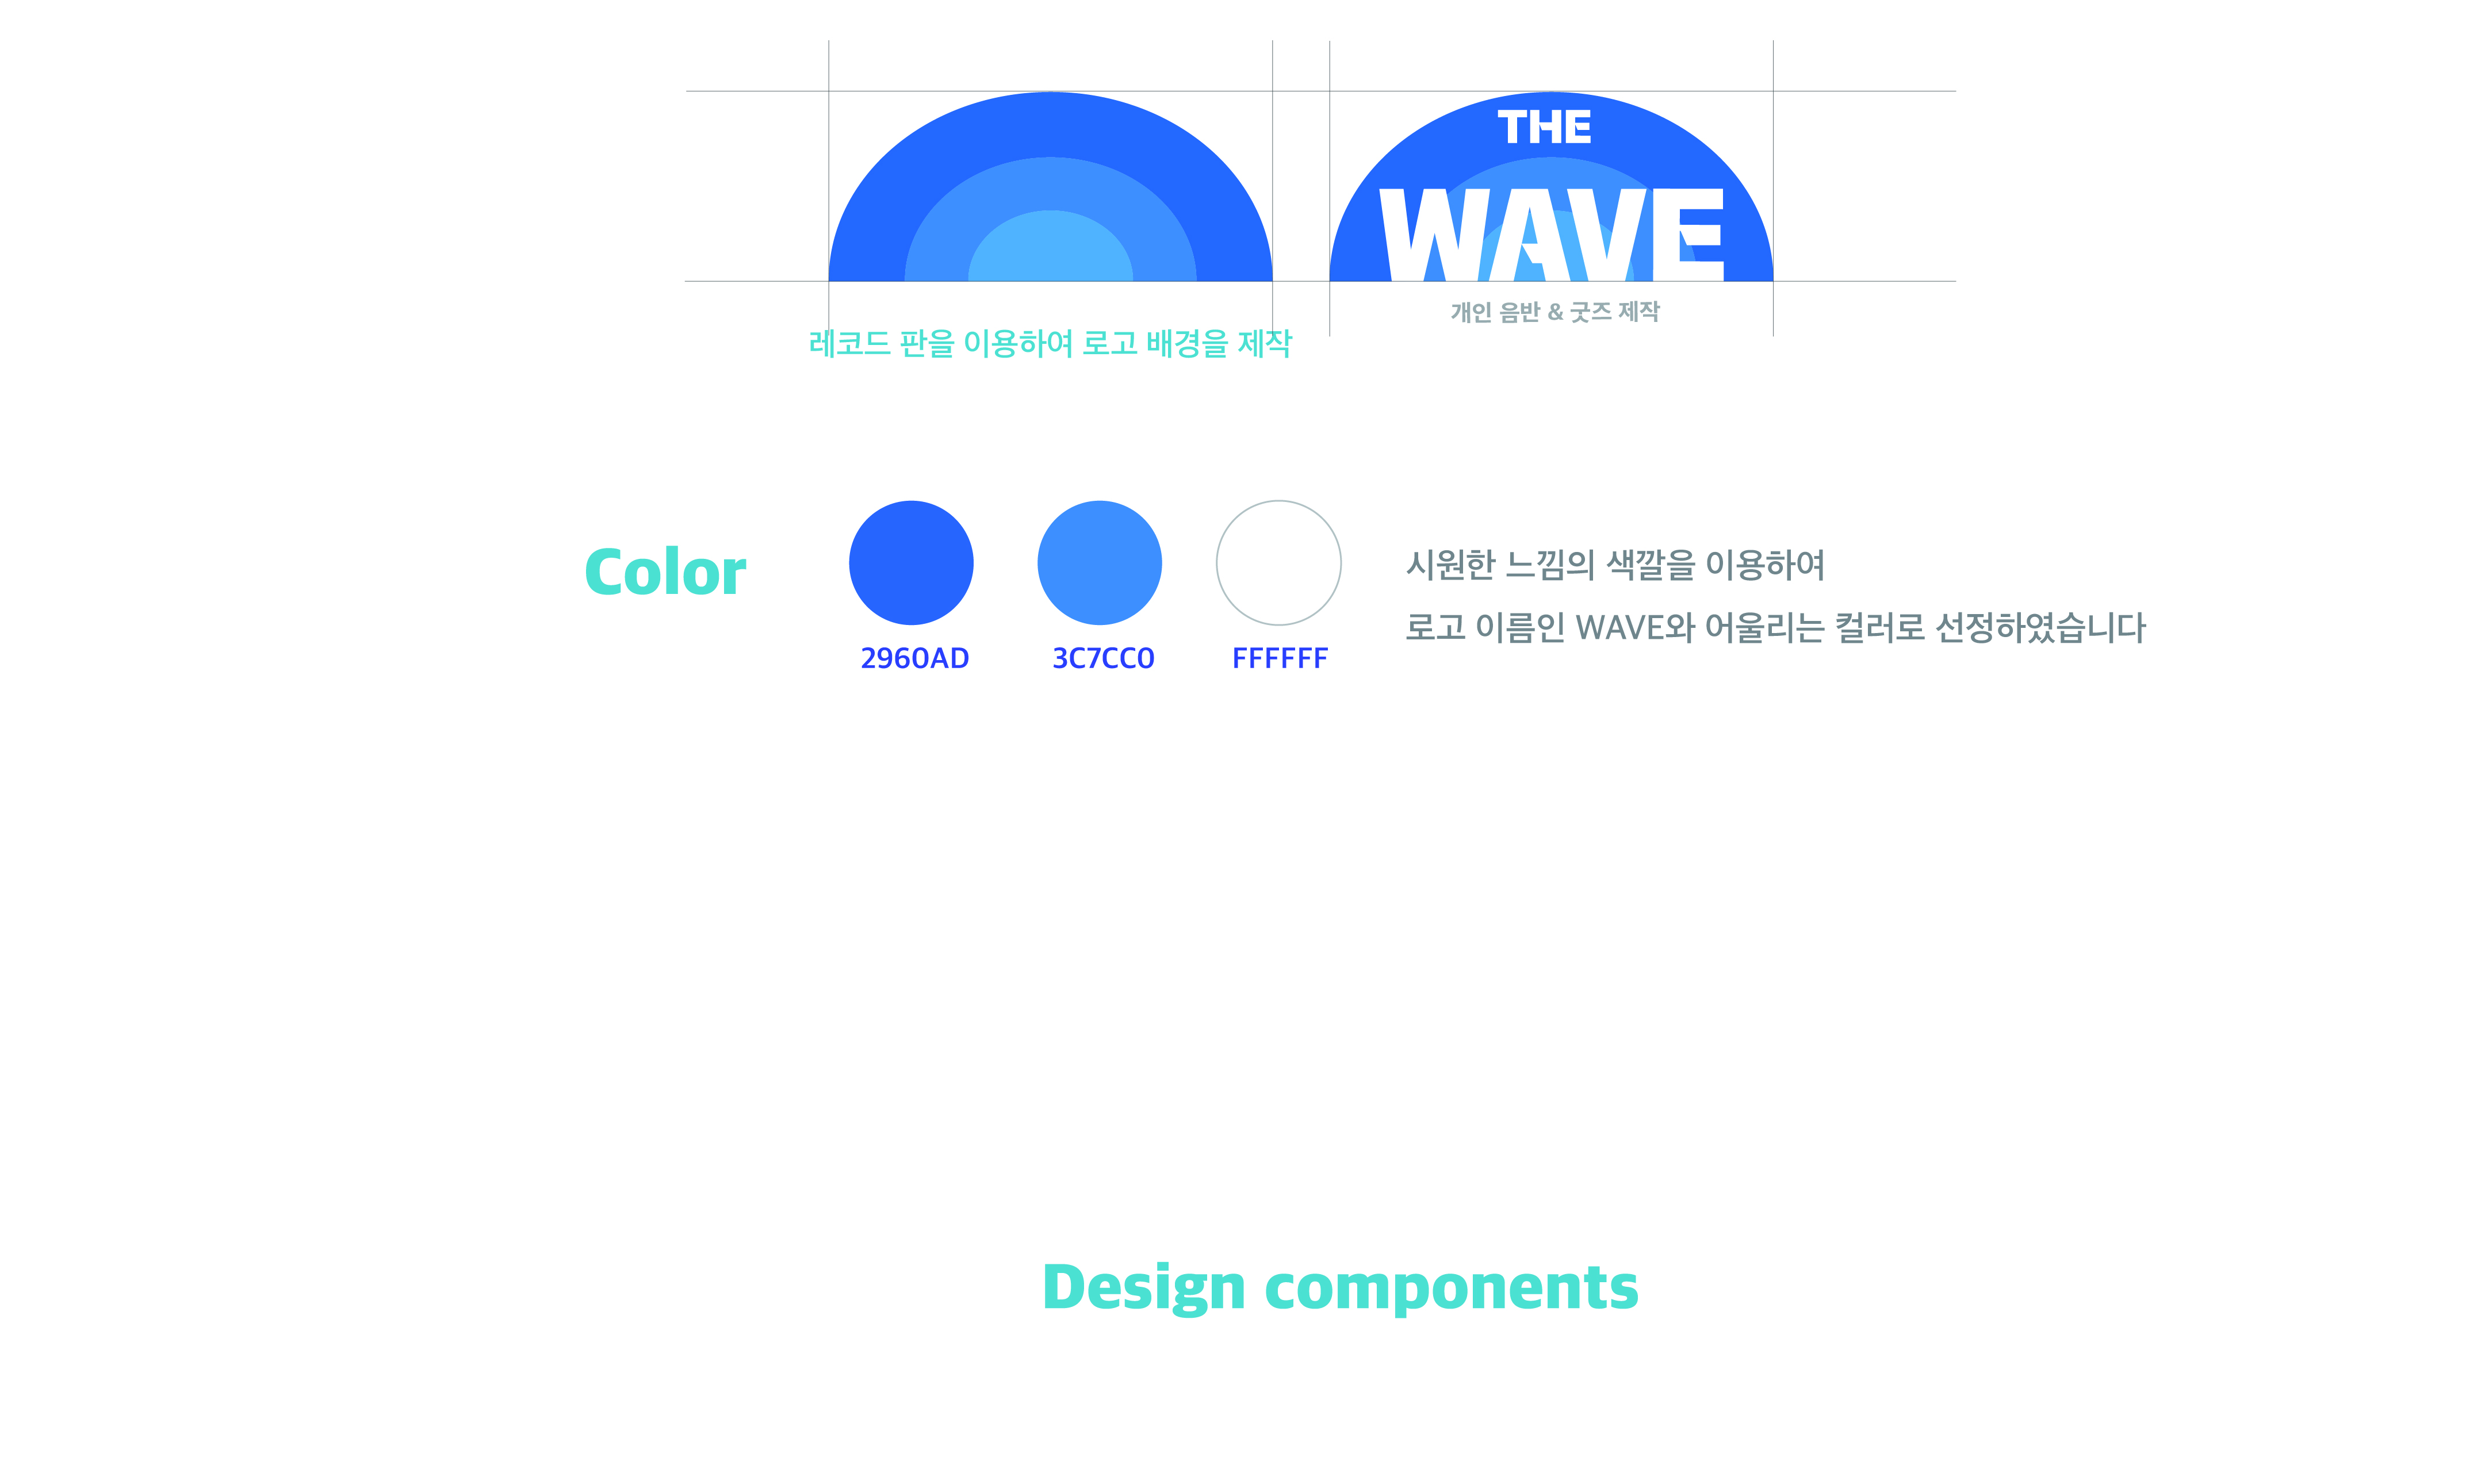 THE
WAVE
개인 음반 & 굿즈 제작
레코드 판을 이용하여 로고 배경을 제작
Color
2960AD
3C7CC0
FFFFFF
시원한 느낌의 색깔을 이용하여
로고 이름인 WAVE와 어울리는 컬러로 선정하였습니다
Design components